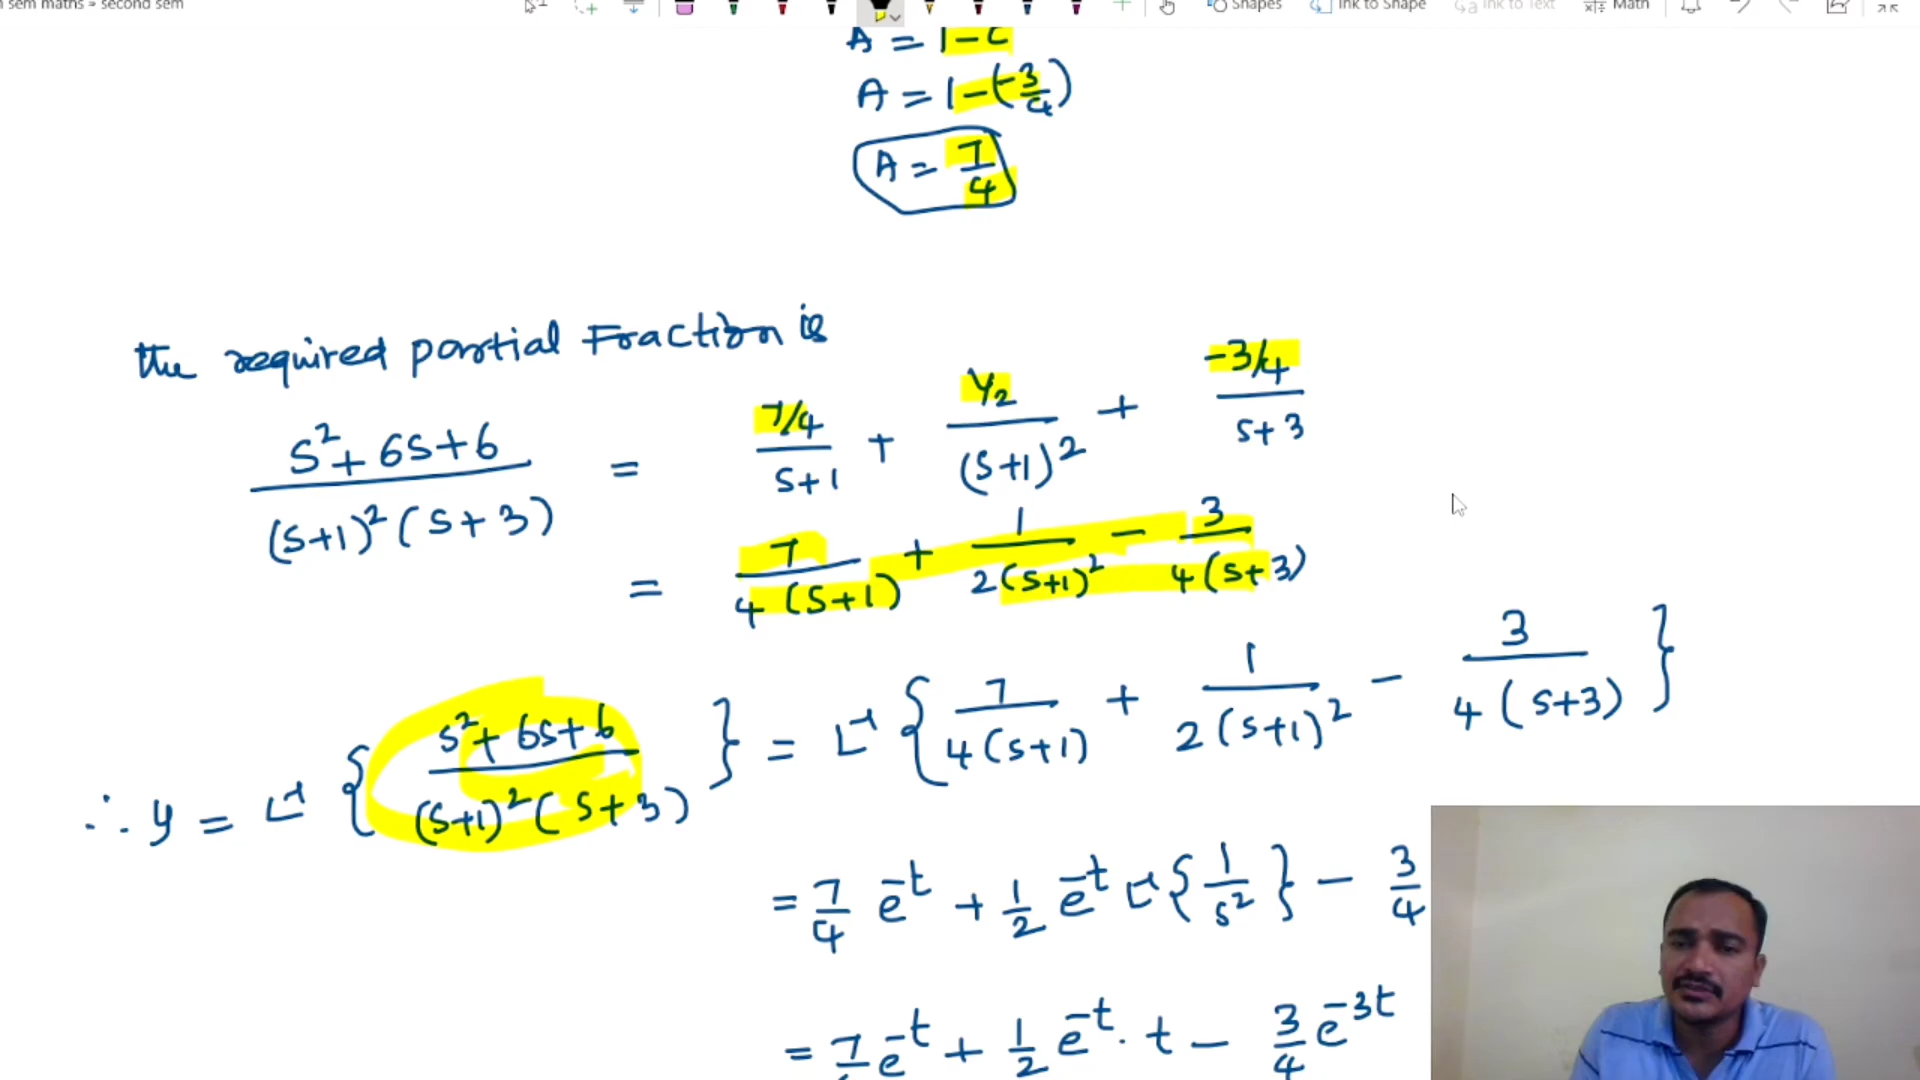 sem maths » second sem Shapes Ink to Shape Ink to Text Math
A = 1 - C
A = 1 - (-3/4)
A = 7/4
the required partial Fraction is
(s² + 6s + 6)/((s+1)²(s+3)) = (7/4)/(s+1) + (1/2)/(s+1)² + (-3/4)/(s+3)
= 7/(4(s+1)) + 1/(2(s+1)²) - 3/(4(s+3))
∴ y = L⁻¹ { (s² + 6s + 6)/((s+1)²(s+3)) } = L⁻¹ { 7/(4(s+1)) + 1/(2(s+1)²) - 3/(4(s+3)) }
= 7/4 e^-t + 1/2 e^-t L⁻¹ { 1/s² } - 3/4
= 7/4 e^-t + 1/2 e^-t · t - 3/4 e^-3t